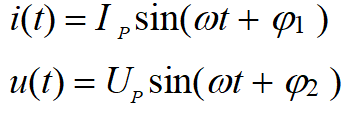 i(t) = I_P sin(ωt + φ₁ )
u(t) = U_P sin(ωt + φ₂ )